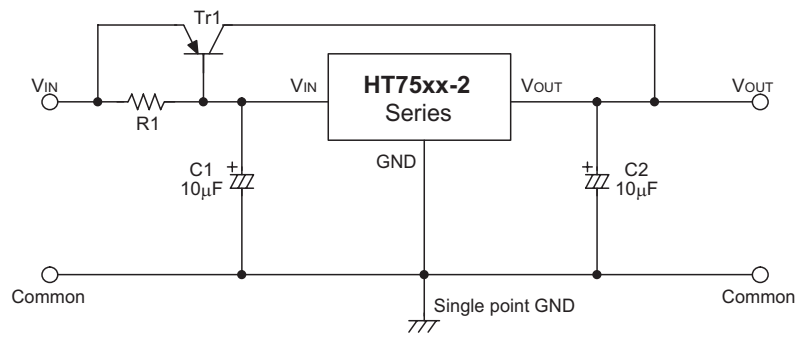 Tr1
VIN
R1
VIN
HT75xx-2
Series
VOUT
VOUT
GND
C1
10μF
+
C2
10μF
+
Common
Common
Single point GND